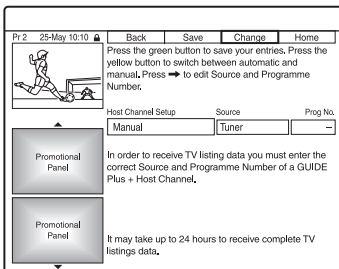 Pr 2 25-May 10:10 Back Save Change Home
Press the green button to save your entries. Press the
yellow button to switch between automatic and
manual. Press ➡ to edit Source and Programme
Number.
Host Channel Setup Source Prog No.
Manual Tuner –
Promotional
Panel
In order to receive TV listing data you must enter the
correct Source and Programme Number of a GUIDE
Plus + Host Channel.
Promotional
Panel
It may take up to 24 hours to receive complete TV
listings data.